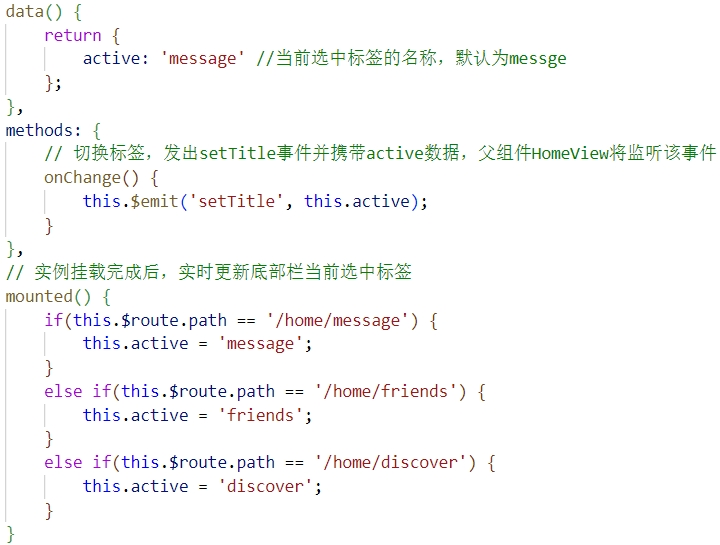 data() {
    return {
        active: 'message' //当前选中标签的名称，默认为messge
    };
},
methods: {
    // 切换标签，发出setTitle事件并携带active数据，父组件HomeView将监听该事件
    onChange() {
        this.$emit('setTitle', this.active);
    }
},
// 实例挂载完成后，实时更新底部栏当前选中标签
mounted() {
    if(this.$route.path == '/home/message') {
        this.active = 'message';
    }
    else if(this.$route.path == '/home/friends') {
        this.active = 'friends';
    }
    else if(this.$route.path == '/home/discover') {
        this.active = 'discover';
    }
}